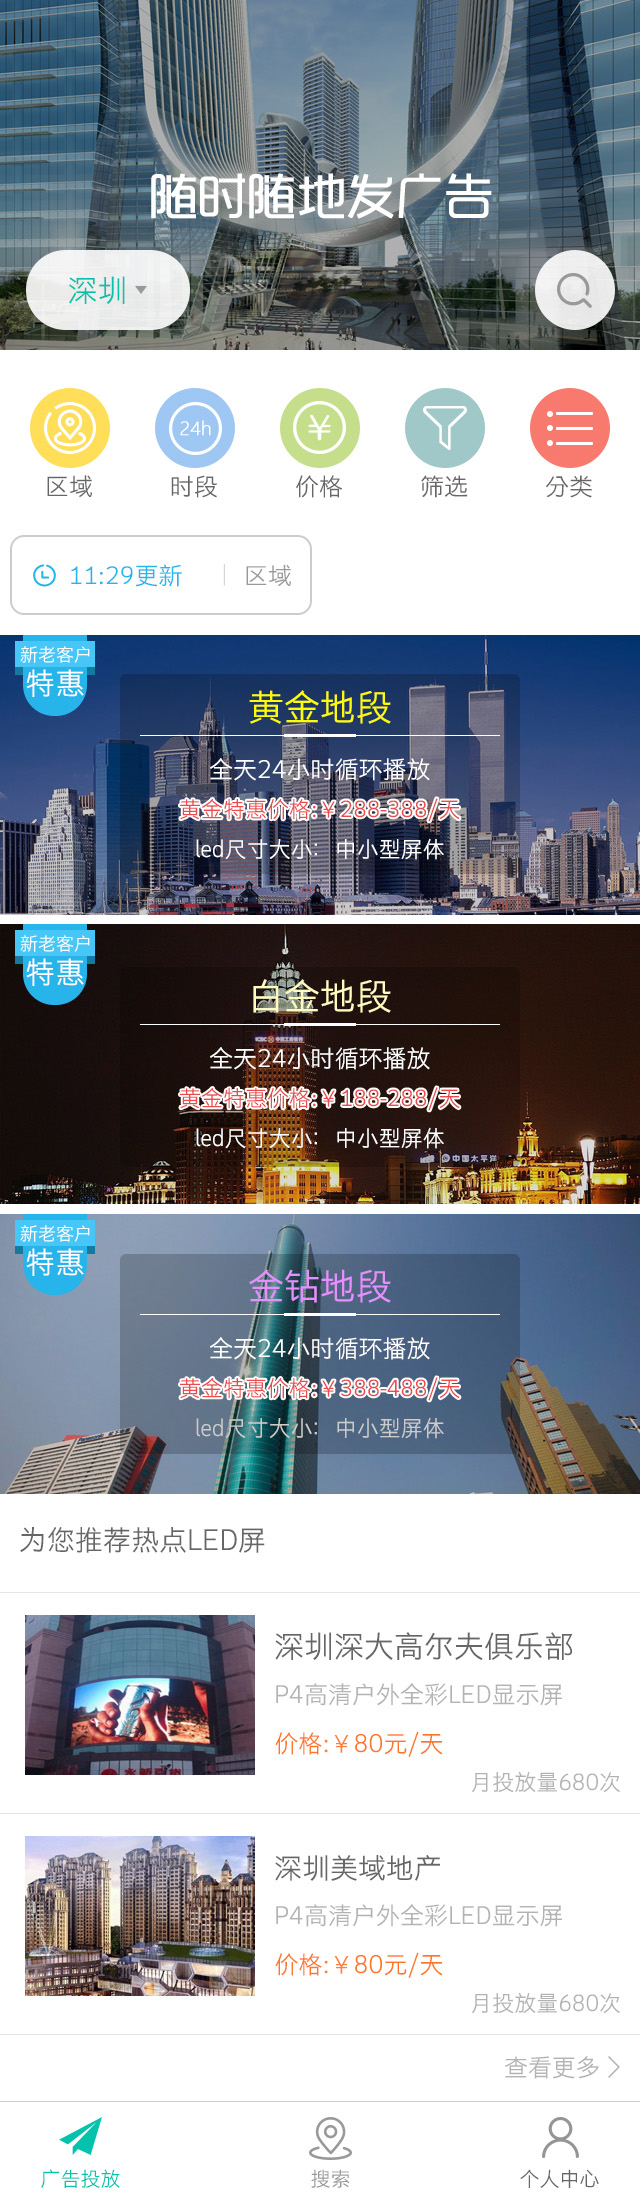 随时随地发广告
深圳
24h
区域 时段 价格 筛选 分类
11:29更新 区域
新老客户
特惠
黄金地段
全天24小时循环播放
黄金特惠价格:￥288-388/天
led尺寸大小: 中小型屏体
新老客户
特惠
白金地段
全天24小时循环播放
黄金特惠价格:￥188-288/天
led尺寸大小: 中小型屏体
中国太平洋
新老客户
特惠
金钻地段
全天24小时循环播放
黄金特惠价格:￥388-488/天
led尺寸大小: 中小型屏体
为您推荐热点LED屏
深圳深大高尔夫俱乐部
P4高清户外全彩LED显示屏
价格:￥80元/天
月投放量680次
深圳美域地产
P4高清户外全彩LED显示屏
价格:￥80元/天
月投放量680次
查看更多
广告投放 搜索 个人中心